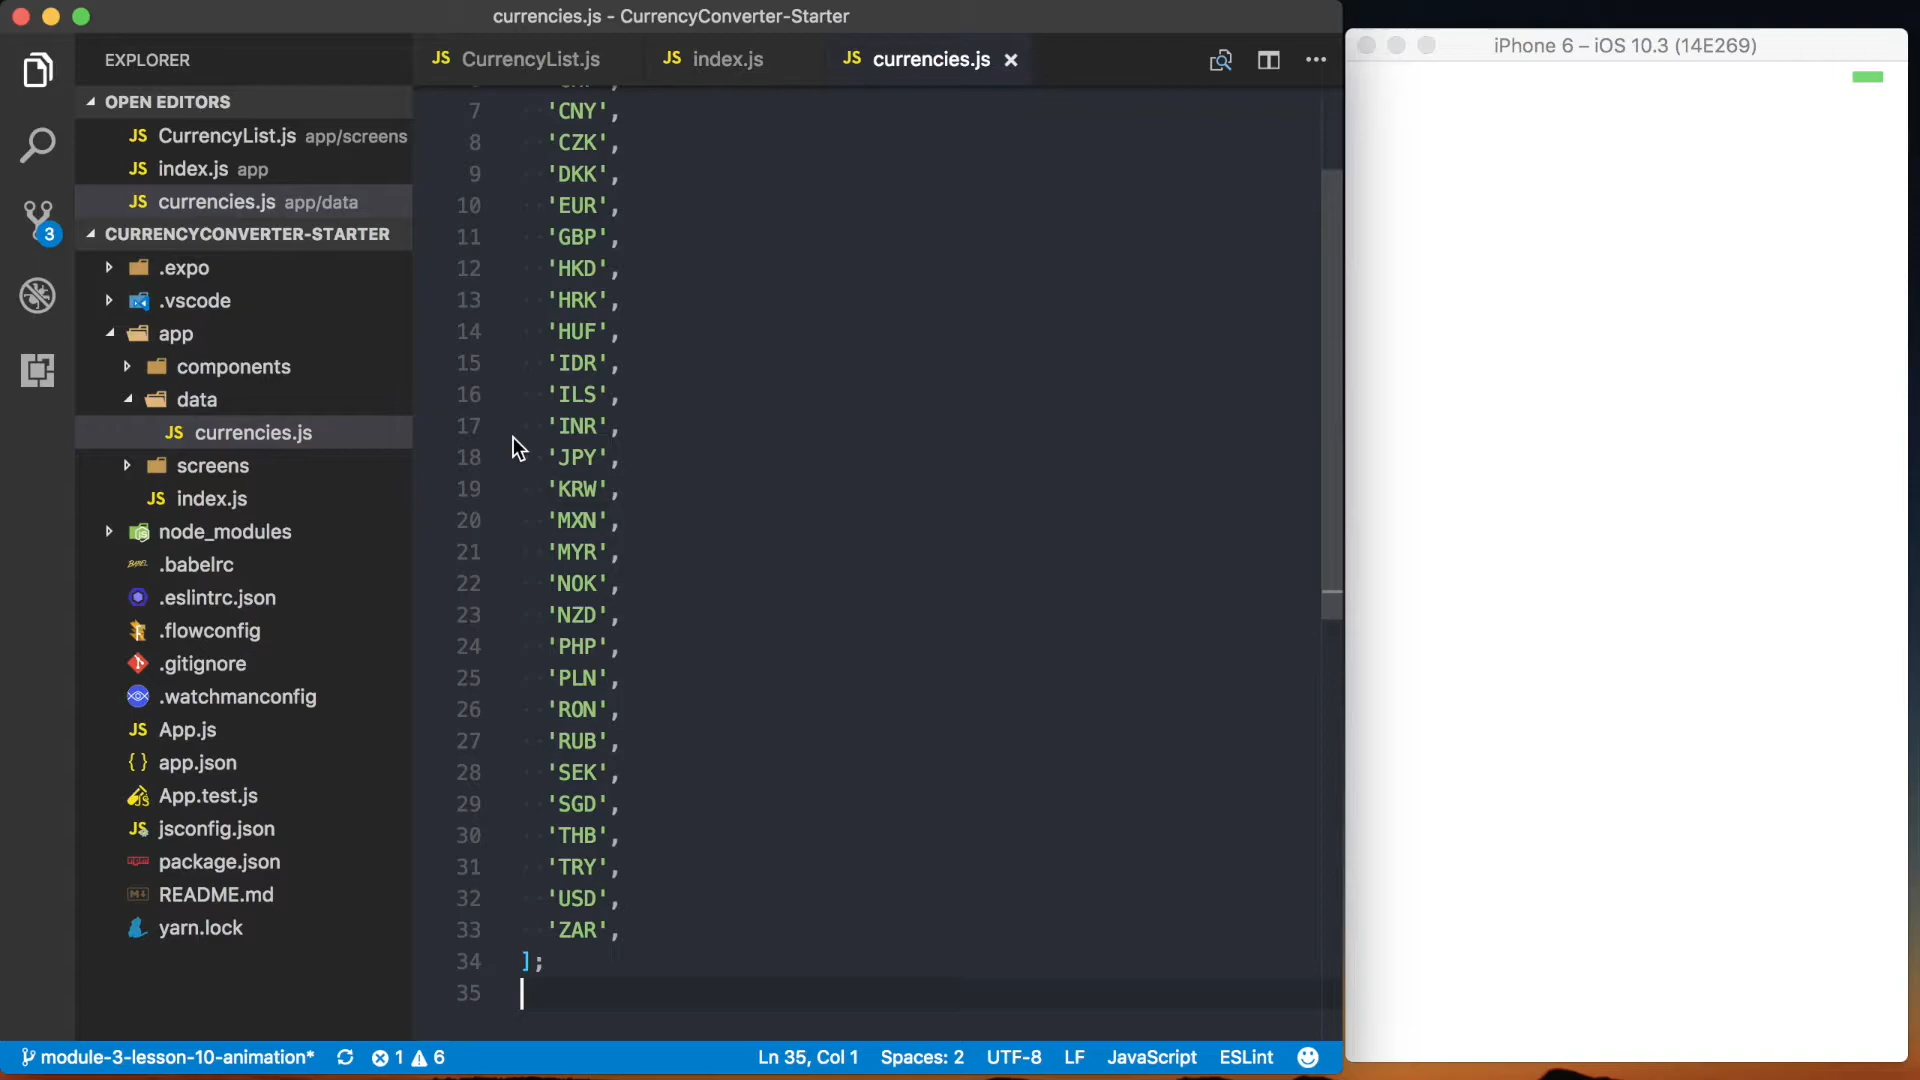 currencies.js - CurrencyConverter-Starter
EXPLORER
OPEN EDITORS
JS CurrencyList.js app/screens
JS index.js app
JS currencies.js app/data
CURRENCYCONVERTER-STARTER
.expo
.vscode
app
components
data
JS currencies.js
screens
JS index.js
node_modules
.babelrc
.eslintrc.json
.flowconfig
.gitignore
.watchmanconfig
JS App.js
{ } app.json
App.test.js
JS jsconfig.json
package.json
README.md
yarn.lock
3
JS CurrencyList.js
JS index.js
JS currencies.js
7 'CNY',
8 'CZK',
9 'DKK',
10 'EUR',
11 'GBP',
12 'HKD',
13 'HRK',
14 'HUF',
15 'IDR',
16 'ILS',
17 'INR',
18 'JPY',
19 'KRW',
20 'MXN',
21 'MYR',
22 'NOK',
23 'NZD',
24 'PHP',
25 'PLN',
26 'RON',
27 'RUB',
28 'SEK',
29 'SGD',
30 'THB',
31 'TRY',
32 'USD',
33 'ZAR',
34 ];
35
module-3-lesson-10-animation* 1 6 Ln 35, Col 1 Spaces: 2 UTF-8 LF JavaScript ESLint
iPhone 6 – iOS 10.3 (14E269)